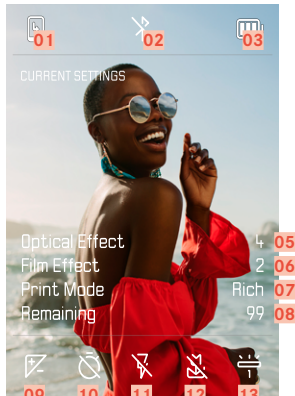 01 02 03
CURRENT SETTINGS
Optical Effect 4 05
Film Effect 2 06
Print Mode Rich 07
Remaining 99 08
09 10 11 12 13